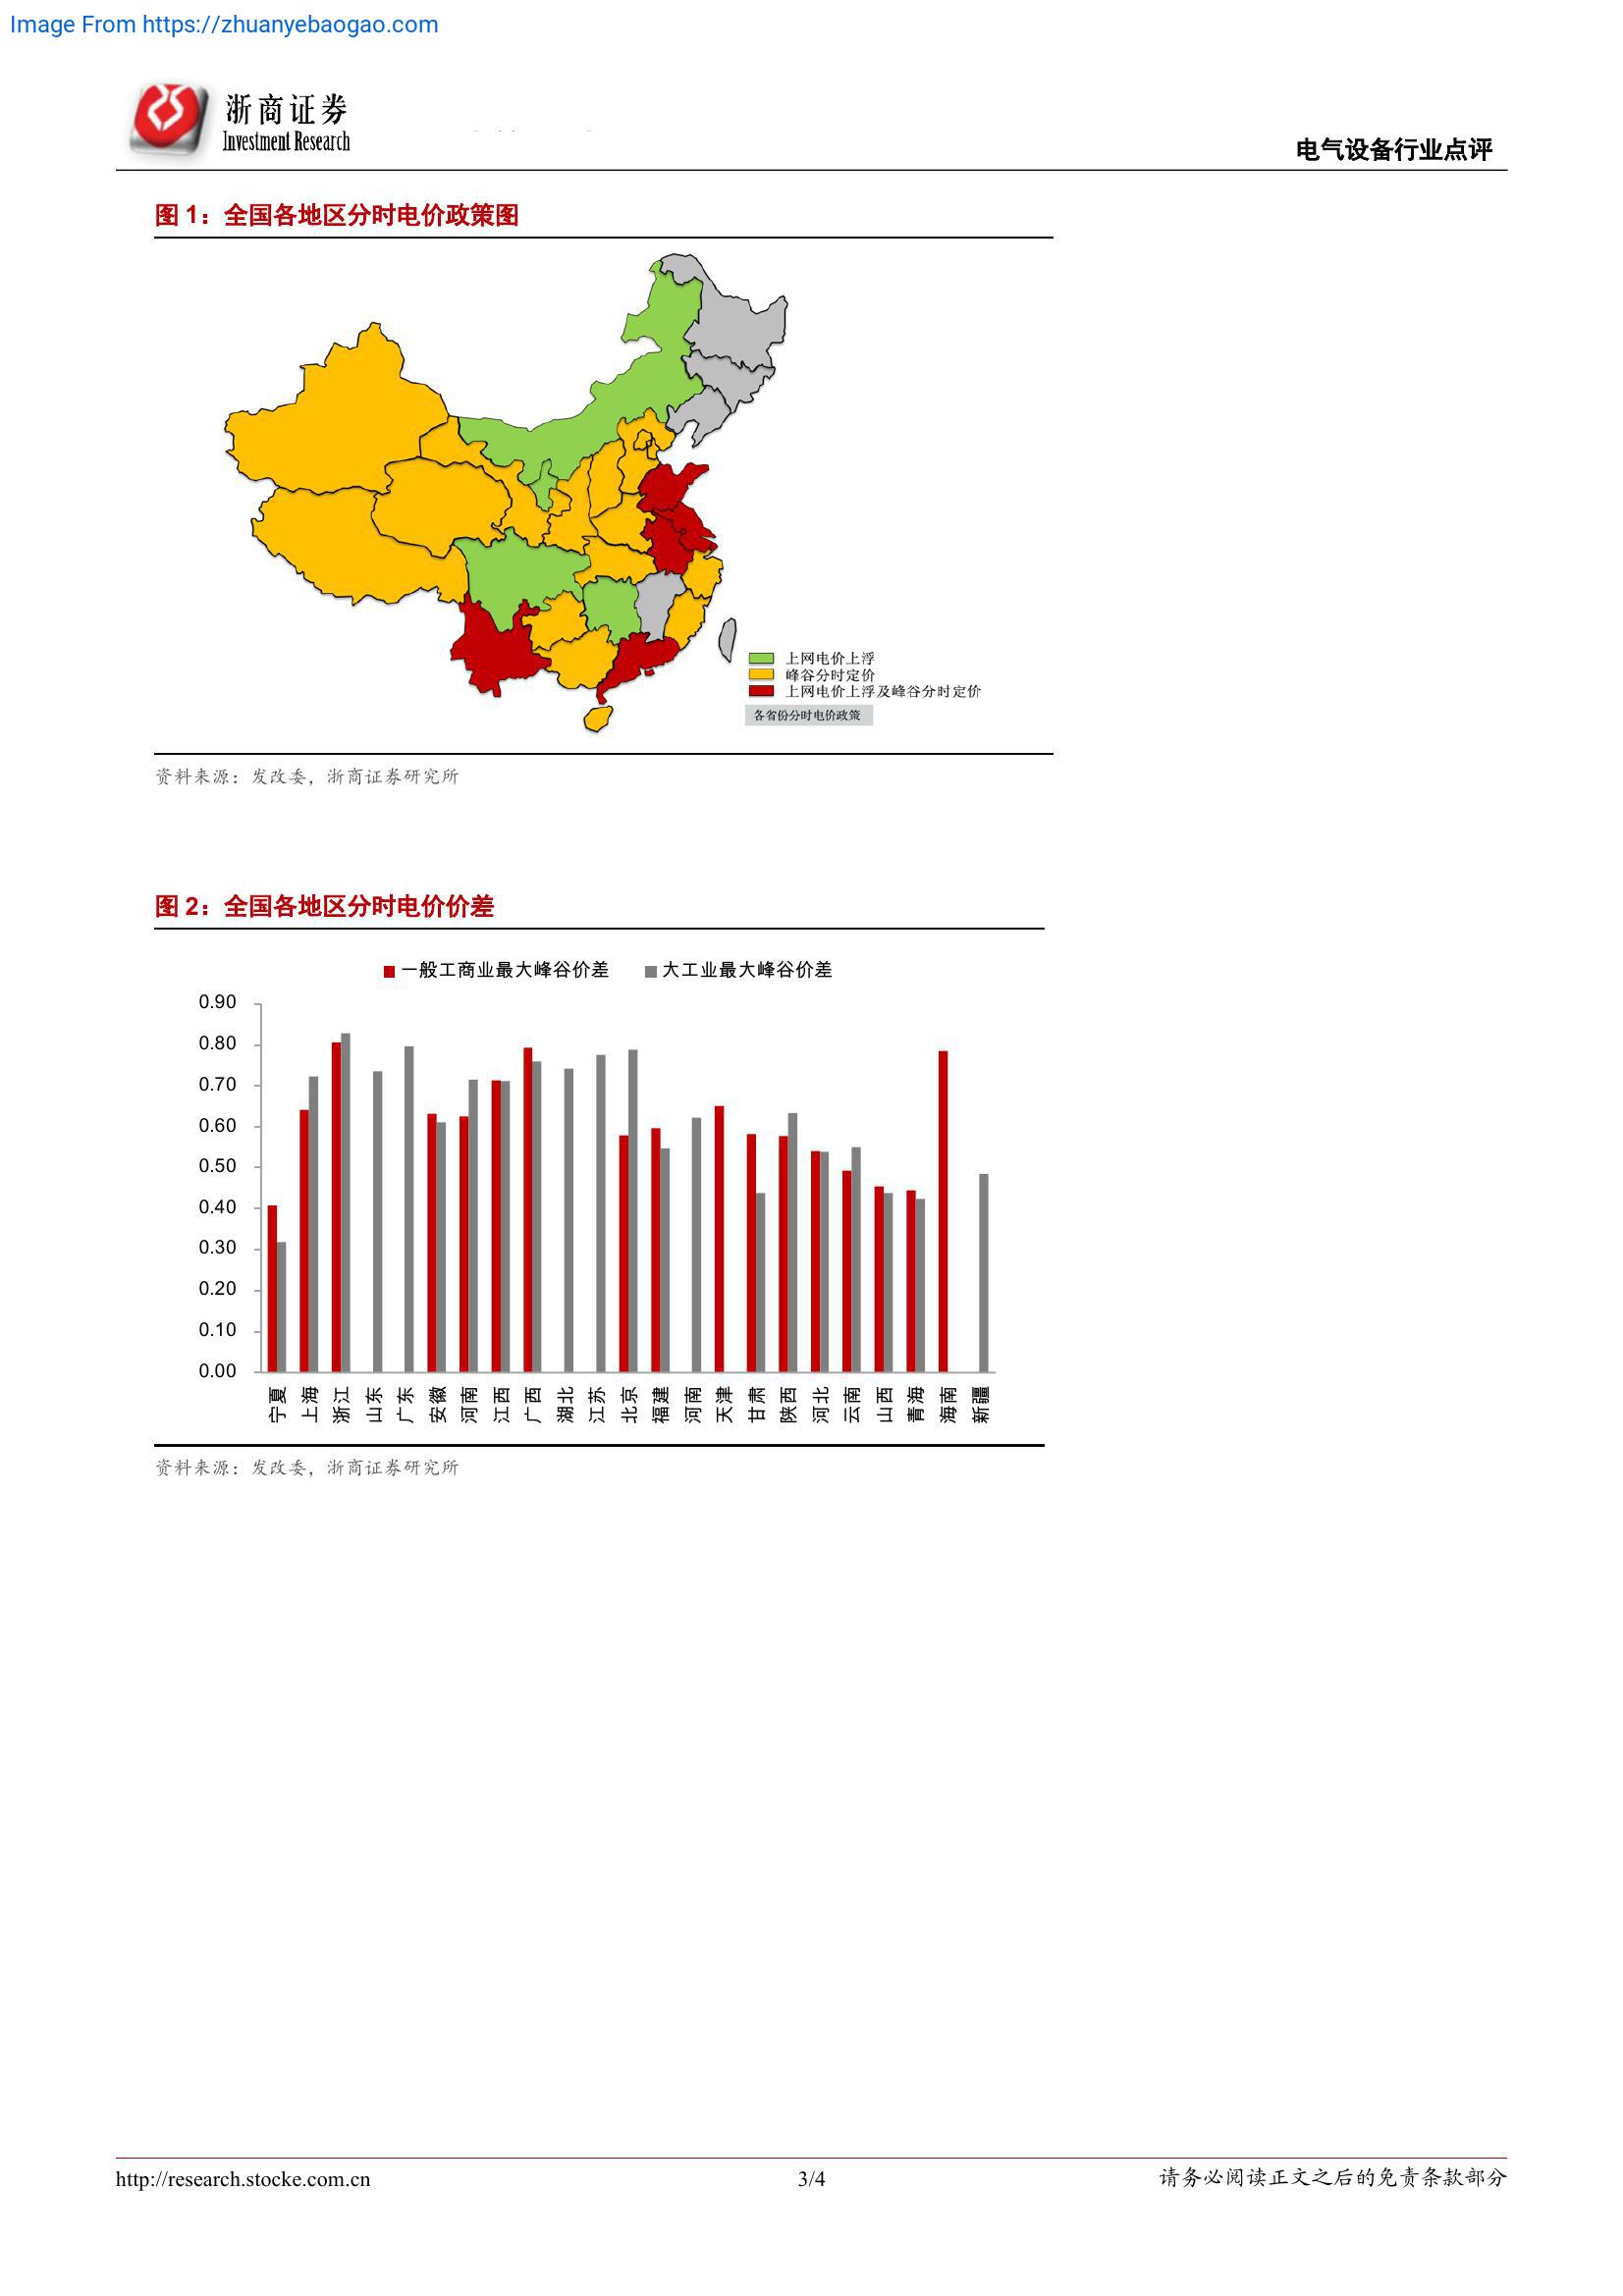 Image From https://zhuanyebaogao.com
浙商证券
Investment Research
电气设备行业点评
图 1：全国各地区分时电价政策图
上网电价上浮
峰谷分时定价
上网电价上浮及峰谷分时定价
各省份分时电价政策
资料来源：发改委，浙商证券研究所
图 2：全国各地区分时电价价差
一般工商业最大峰谷价差 大工业最大峰谷价差
0.90
0.80
0.70
0.60
0.50
0.40
0.30
0.20
0.10
0.00
宁夏 上海 浙江 山东 广东 安徽 河南 江西 广西 湖北 江苏 北京 福建 河南 天津 甘肃 陕西 河北 云南 山西 青海 海南 新疆
资料来源：发改委，浙商证券研究所
http://research.stocke.com.cn 3/4 请务必阅读正文之后的免责条款部分